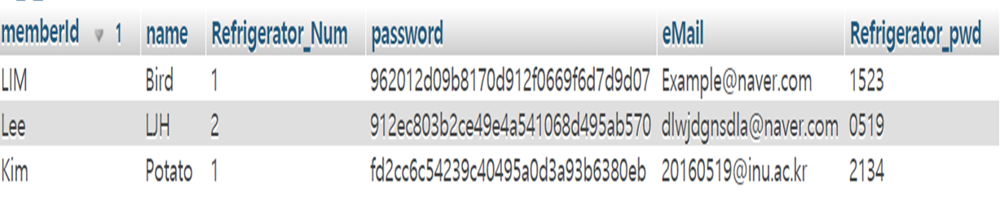 memberId 1 name Refrigerator_Num password eMail Refrigerator_pwd
LIM Bird 1 962012d09b8170d912f0669f6d7d9d07 Example@naver.com 1523
Lee LJH 2 912ec803b2ce49e4a541068d495ab570 dlwjdgnsdla@naver.com 0519
Kim Potato 1 fd2cc6c54239c40495a0d3a93b6380eb 20160519@inu.ac.kr 2134